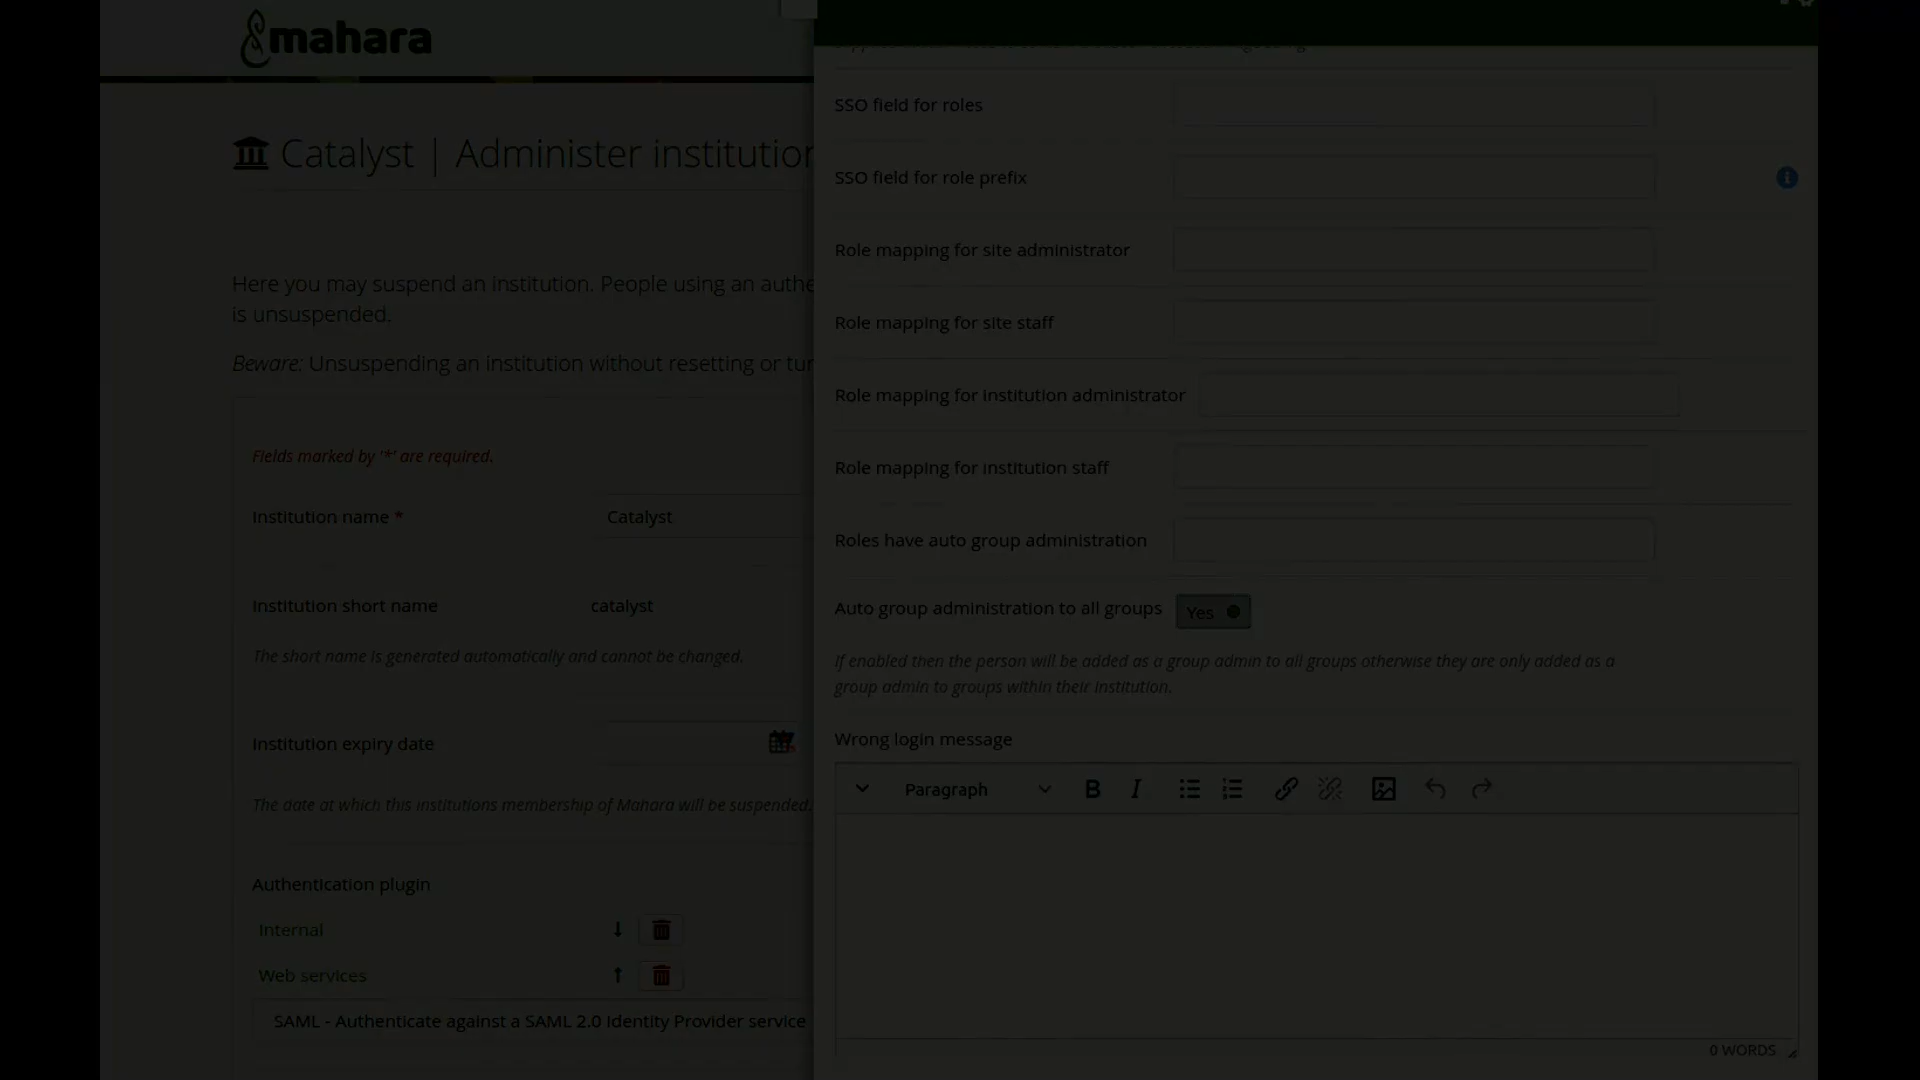 mahara
Catalyst | Administer institution
Here you may suspend an institution. People using an authe
is unsuspended.
Beware: Unsuspending an institution without resetting or tur
Fields marked by '*' are required.
Institution name *
Catalyst
Institution short name
catalyst
The short name is generated automatically and cannot be changed.
Institution expiry date
The date at which this institutions membership of Mahara will be suspended.
Authentication plugin
Internal
Web services
SAML - Authenticate against a SAML 2.0 Identity Provider service
SSO field for roles
SSO field for role prefix
Role mapping for site administrator
Role mapping for site staff
Role mapping for institution administrator
Role mapping for institution staff
Roles have auto group administration
Auto group administration to all groups
Yes
If enabled then the person will be added as a group admin to all groups otherwise they are only added as a
group admin to groups within their institution.
Wrong login message
Paragraph
B I
0 WORDS